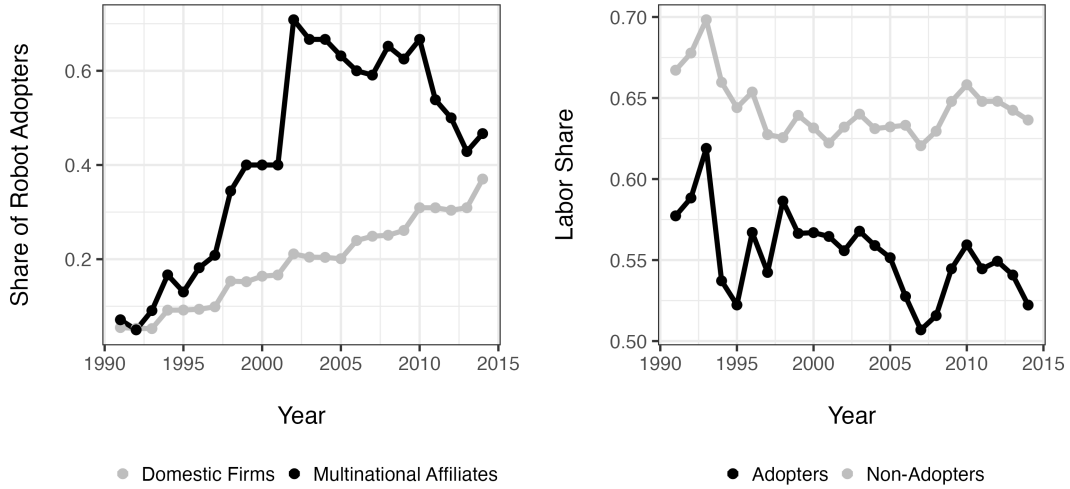 Share of Robot Adopters
0.6
0.4
0.2
1990 1995 2000 2005 2010 2015
Year
Domestic Firms Multinational Affiliates
Labor Share
0.70
0.65
0.60
0.55
0.50
1990 1995 2000 2005 2010 2015
Year
Adopters Non-Adopters